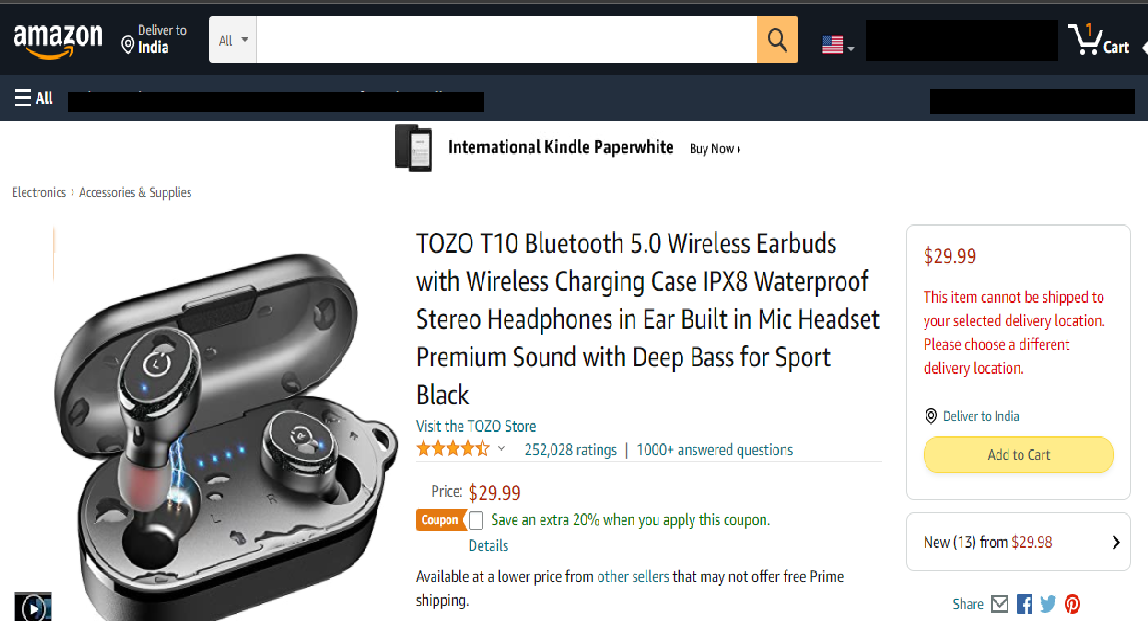 amazon
Deliver to
India
All
1
Cart
All
International Kindle Paperwhite Buy Now ›
Electronics › Accessories & Supplies
TOZO T10 Bluetooth 5.0 Wireless Earbuds
with Wireless Charging Case IPX8 Waterproof
Stereo Headphones in Ear Built in Mic Headset
Premium Sound with Deep Bass for Sport
Black
Visit the TOZO Store
252,028 ratings | 1000+ answered questions
Price: $29.99
Coupon Save an extra 20% when you apply this coupon.
Details
Available at a lower price from other sellers that may not offer free Prime
shipping.
$29.99
This item cannot be shipped to
your selected delivery location.
Please choose a different
delivery location.
Deliver to India
Add to Cart
New (13) from $29.98
Share
L
R
L
R